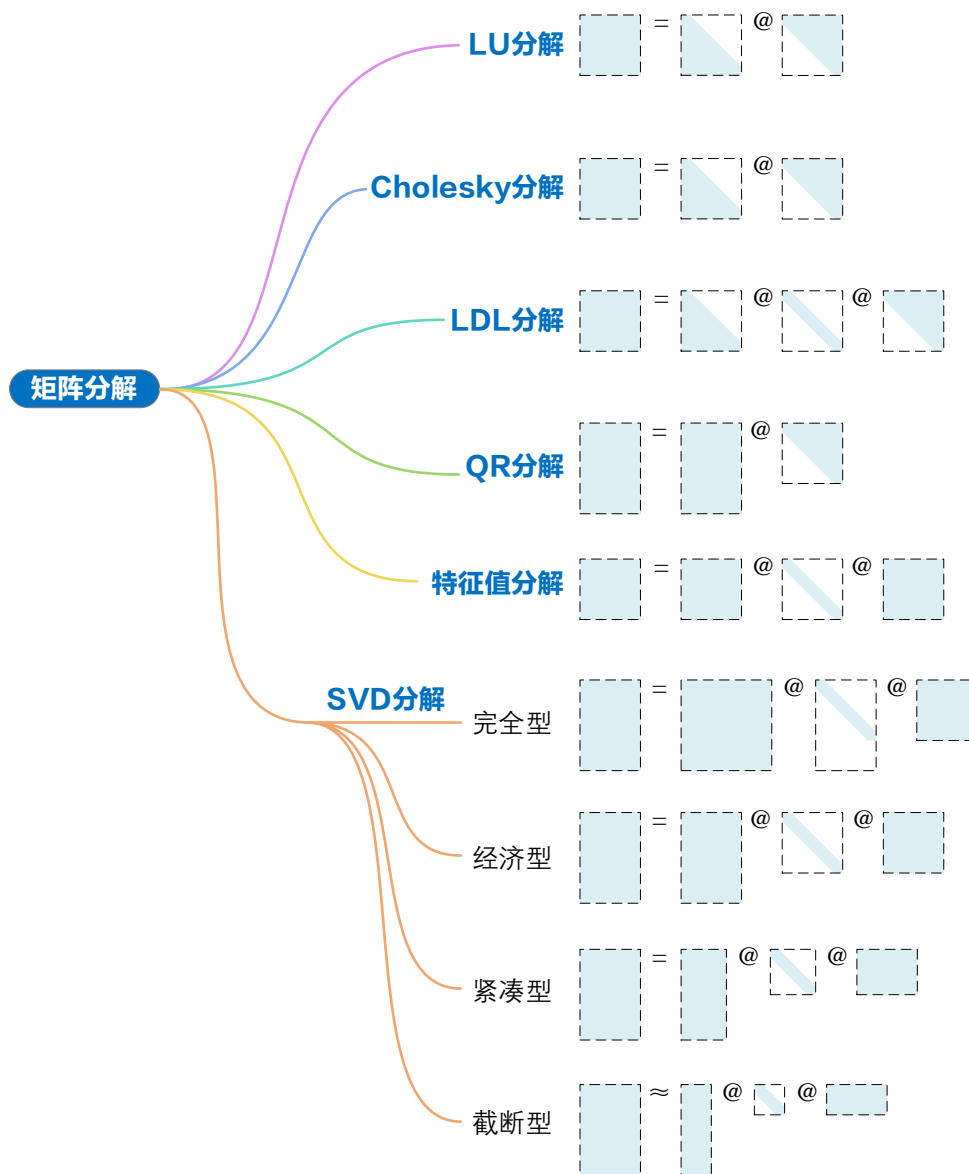 LU分解 = @
Cholesky分解 = @
LDL分解 = @ @
矩阵分解
QR分解 = @
特征值分解 = @ @
SVD分解
完全型 = @ @
经济型 = @ @
紧凑型 = @ @
截断型 ≈ @ @